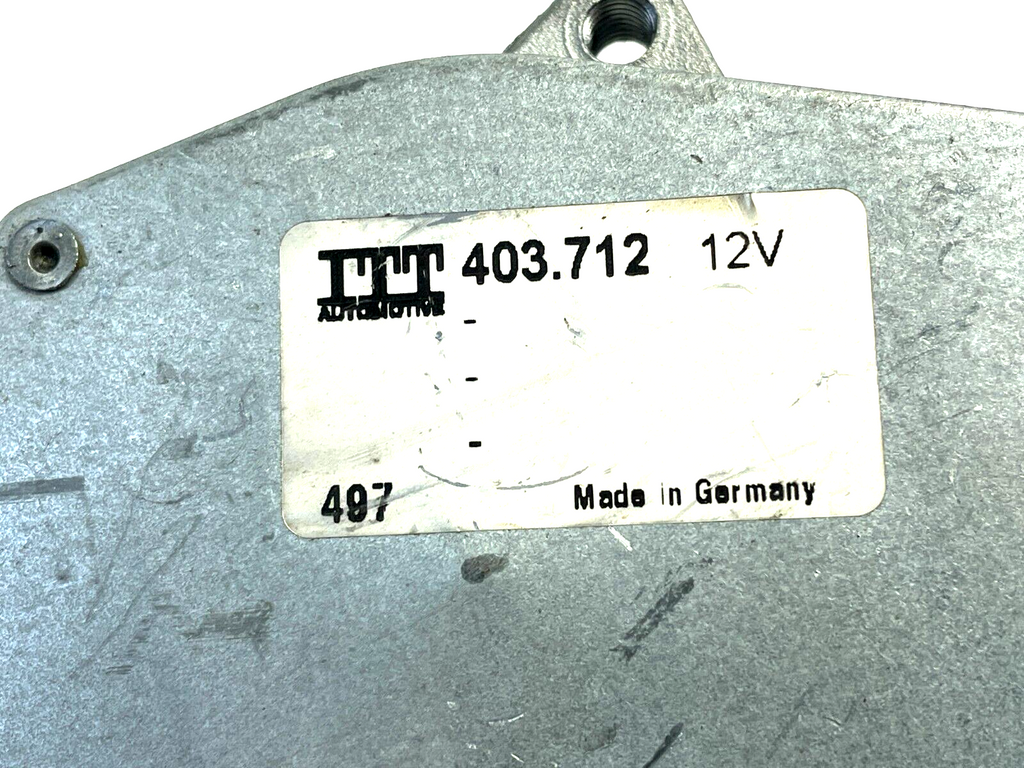 ITT 403.712 12V
AUTOMOTIVE
-
-
-
497 Made in Germany